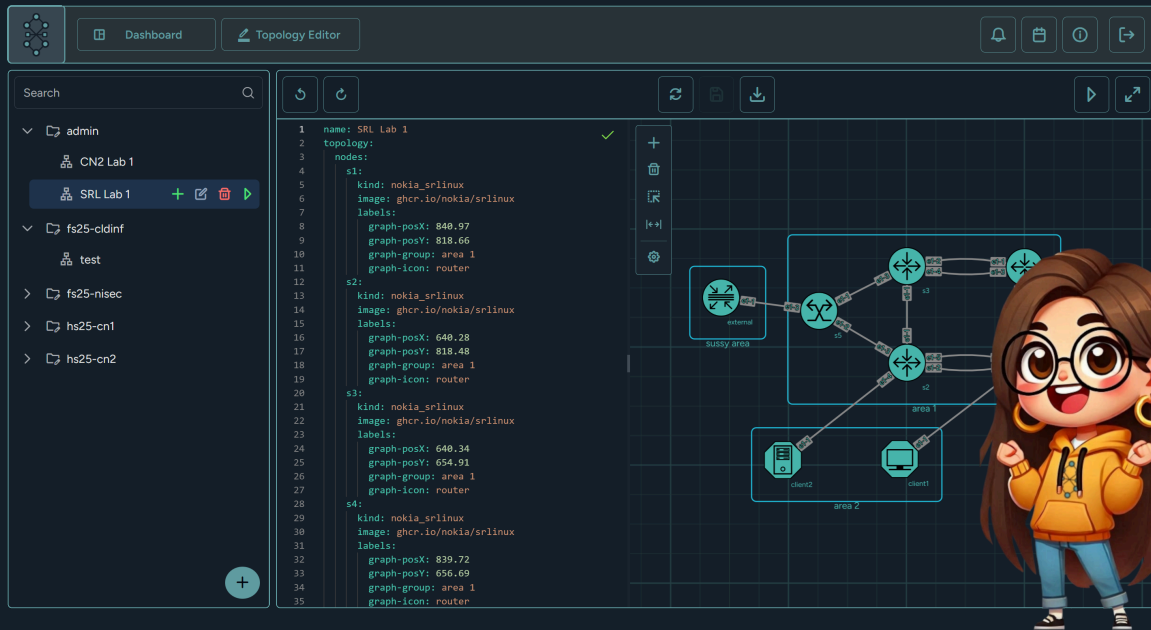 Dashboard
Topology Editor
Search
admin
CN2 Lab 1
SRL Lab 1
fs25-cldinf
test
fs25-nisec
hs25-cn1
hs25-cn2
1 name: SRL Lab 1
2 topology:
3 nodes:
4 s1:
5 kind: nokia_srlinux
6 image: ghcr.io/nokia/srlinux
7 labels:
8 graph-posX: 840.97
9 graph-posY: 818.66
10 graph-group: area 1
11 graph-icon: router
12 s2:
13 kind: nokia_srlinux
14 image: ghcr.io/nokia/srlinux
15 labels:
16 graph-posX: 640.28
17 graph-posY: 818.48
18 graph-group: area 1
19 graph-icon: router
20 s3:
21 kind: nokia_srlinux
22 image: ghcr.io/nokia/srlinux
23 labels:
24 graph-posX: 640.34
25 graph-posY: 654.91
26 graph-group: area 1
27 graph-icon: router
28 s4:
29 kind: nokia_srlinux
30 image: ghcr.io/nokia/srlinux
31 labels:
32 graph-posX: 839.72
33 graph-posY: 656.69
34 graph-group: area 1
35 graph-icon: router
s3
external
s5
sussy area
s2
area 1
client2
client1
area 2